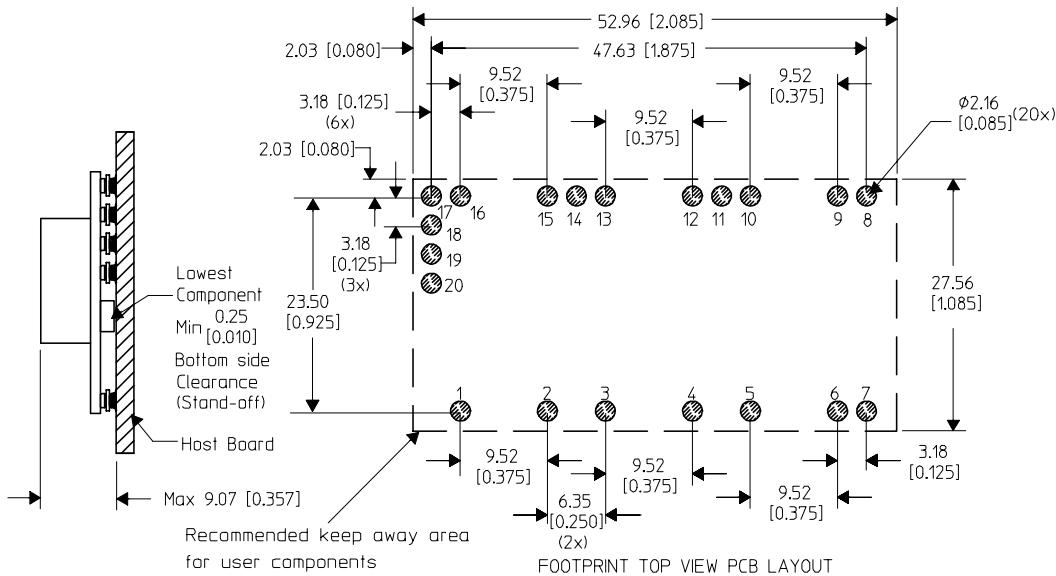 52.96 [2.085]
2.03 [0.080]
47.63 [1.875]
9.52
[0.375]
9.52
[0.375]
3.18 [0.125]
(6x)
9.52
[0.375]
ø2.16
[0.085] (20x)
2.03 [0.080]
17 16 15 14 13 12 11 10 9 8
18
19
20
3.18
[0.125]
(3x)
23.50
[0.925]
27.56
[1.085]
Lowest
Component
Min 0.25
[0.010]
Bottom side
Clearance
(Stand-off)
Host Board
1 2 3 4 5 6 7
9.52
[0.375]
9.52
[0.375]
3.18
[0.125]
6.35
[0.250]
(2x)
9.52
[0.375]
Max 9.07 [0.357]
Recommended keep away area
for user components
FOOTPRINT TOP VIEW PCB LAYOUT